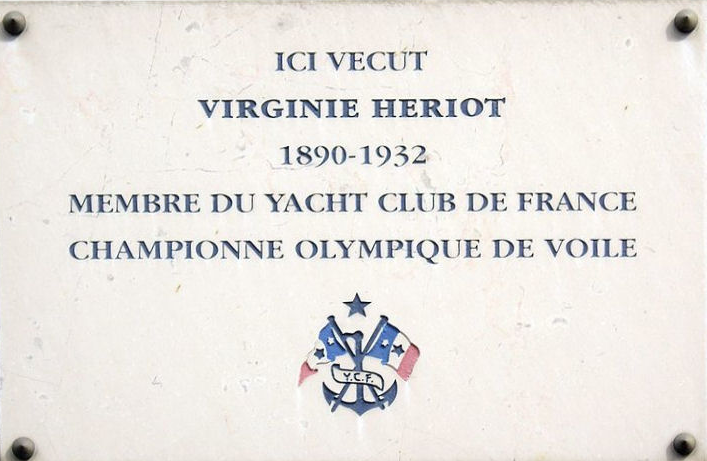 ICI VECUT
VIRGINIE HERIOT
1890-1932
MEMBRE DU YACHT CLUB DE FRANCE
CHAMPIONNE OLYMPIQUE DE VOILE
Y.C.F.